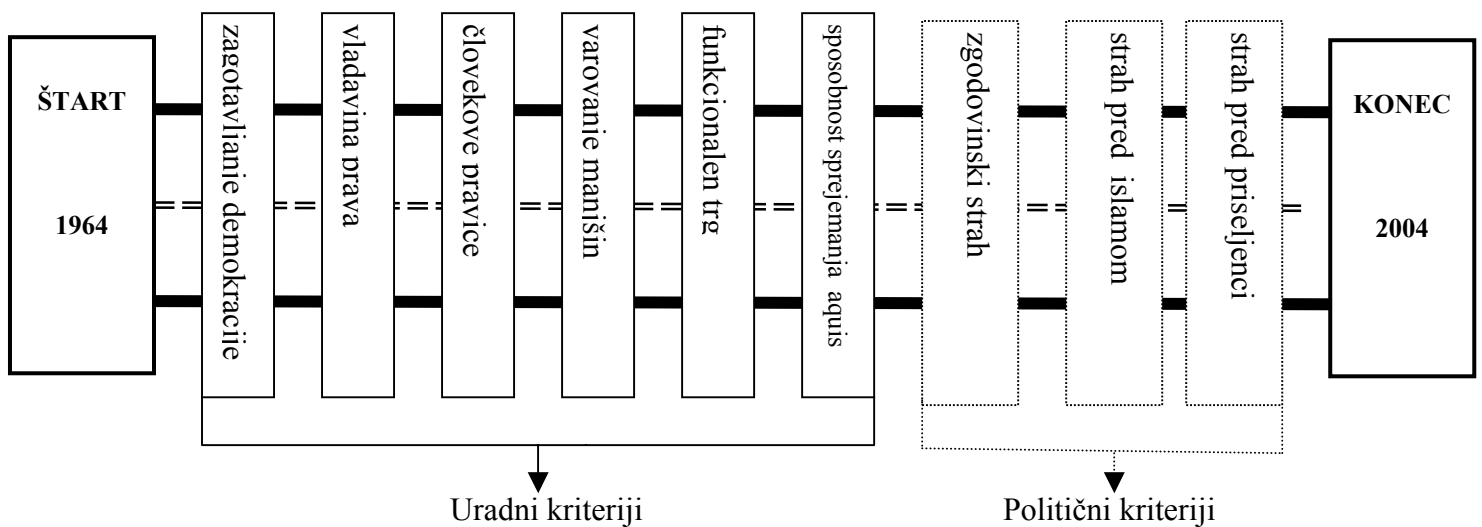 ŠTART
1964
zagotavljanje demokracije
vladavina prava
človekove pravice
varovanje manjšin
funkcionalen trg
sposobnost sprejemanja aquis
zgodovinski strah
strah pred islamom
strah pred priseljenci
KONEC
2004
Uradni kriteriji
Politični kriteriji